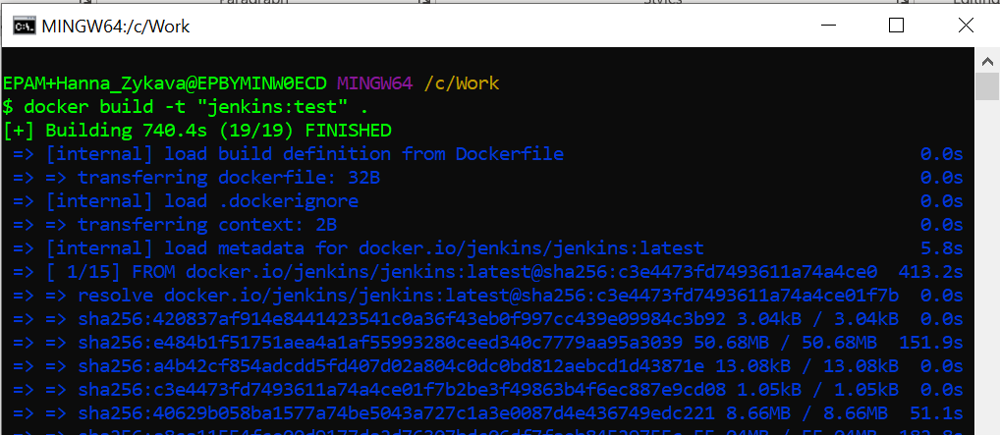 Paragraph Styles Editing
MINGW64:/c/Work
EPAM+Hanna_Zykava@EPBYMINW0ECD MINGW64 /c/Work
$ docker build -t "jenkins:test" .
[+] Building 740.4s (19/19) FINISHED
=> [internal] load build definition from Dockerfile 0.0s
=> => transferring dockerfile: 32B 0.0s
=> [internal] load .dockerignore 0.0s
=> => transferring context: 2B 0.0s
=> [internal] load metadata for docker.io/jenkins/jenkins:latest 5.8s
=> [ 1/15] FROM docker.io/jenkins/jenkins:latest@sha256:c3e4473fd7493611a74a4ce0 413.2s
=> => resolve docker.io/jenkins/jenkins:latest@sha256:c3e4473fd7493611a74a4ce01f7b 0.0s
=> => sha256:420837af914e8441423541c0a36f43eb0f997cc439e09984c3b92 3.04kB / 3.04kB 0.0s
=> => sha256:e484b1f51751aea4a1af55993280ceed340c7779aa95a3039 50.68MB / 50.68MB 151.9s
=> => sha256:a4b42cf854adcdd5fd407d02a804c0dc0bd812aebcd1d43871e 13.08kB / 13.08kB 0.0s
=> => sha256:c3e4473fd7493611a74a4ce01f7b2be3f49863b4f6ec887e9cd08 1.05kB / 1.05kB 0.0s
=> => sha256:40629b058ba1577a74be5043a727c1a3e0087d4e436749edc221 8.66MB / 8.66MB 51.1s